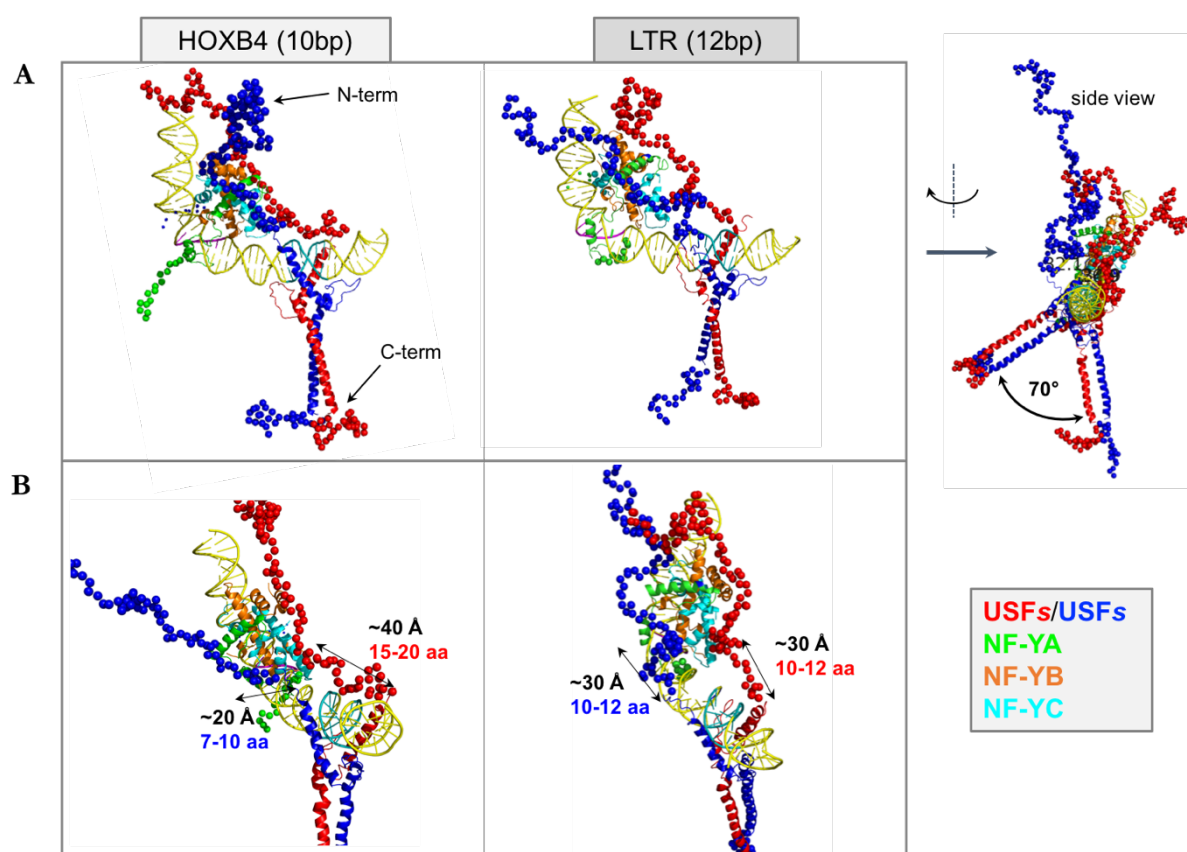 HOXB4 (10bp)
LTR (12bp)
A
N-term
C-term
side view
70°
B
~40 Å
15-20 aa
~20 Å
7-10 aa
~30 Å
10-12 aa
~30 Å
10-12 aa
USFs/USFs
NF-YA
NF-YB
NF-YC